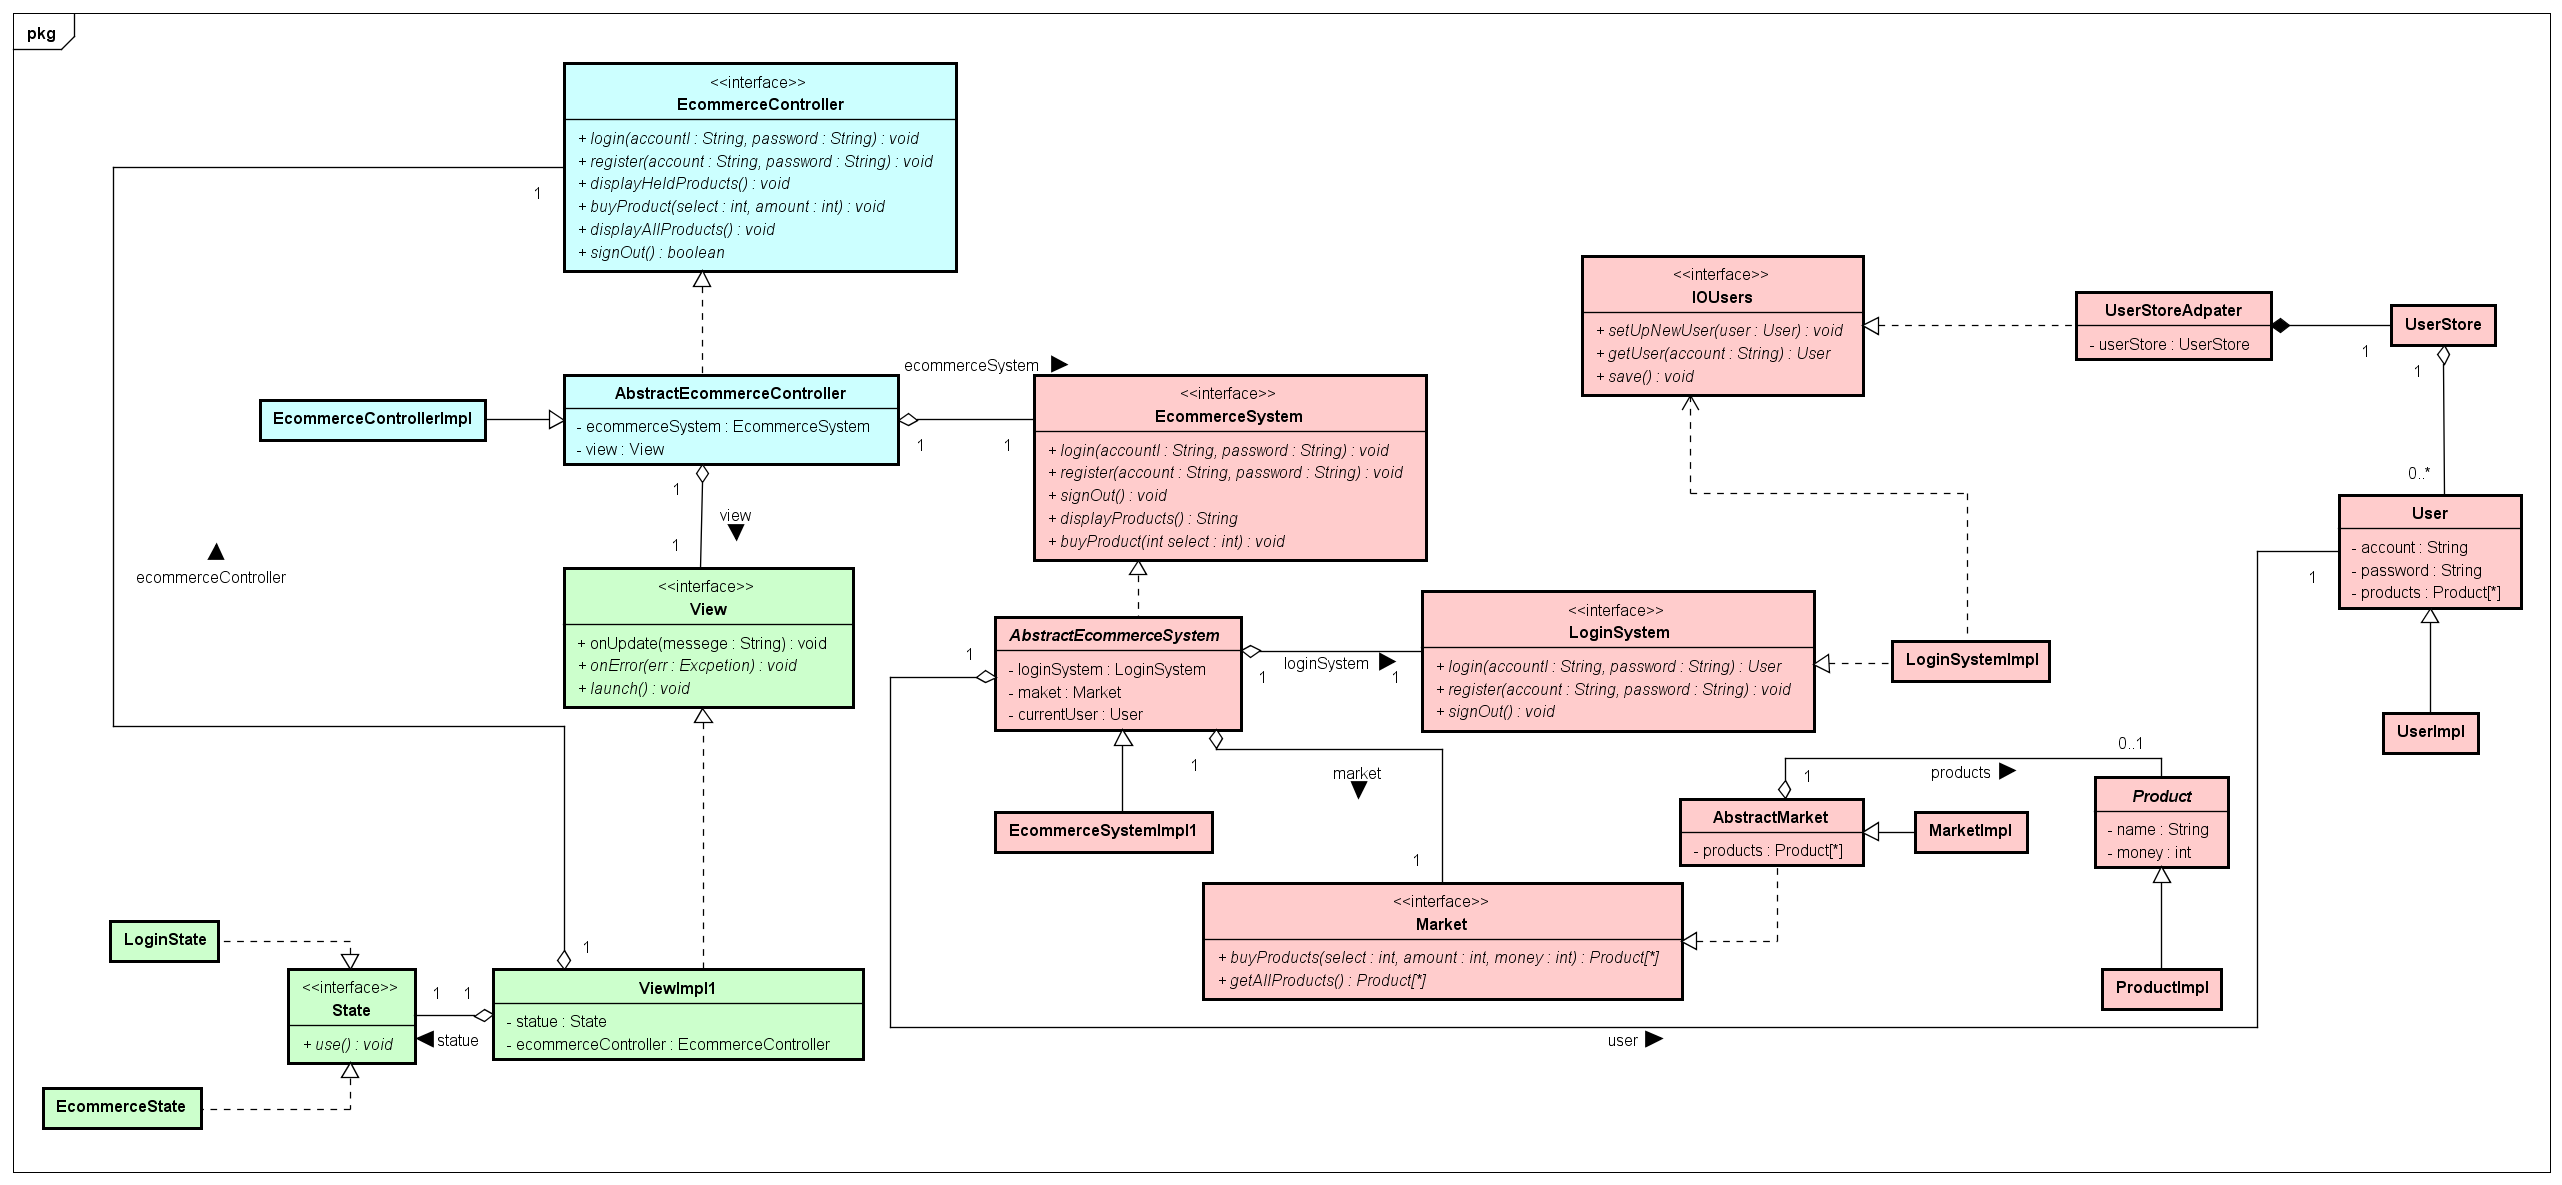 pkg
<<interface>>
EcommerceController
+ login(accountI : String, password : String) : void
+ register(account : String, password : String) : void
+ displayHeldProducts() : void
+ buyProduct(select : int, amount : int) : void
+ displayAllProducts() : void
+ signOut() : boolean
1
<<interface>>
IOUsers
+ setUpNewUser(user : User) : void
+ getUser(account : String) : User
+ save() : void
UserStoreAdpater
- userStore : UserStore
1
UserStore
1
0..*
EcommerceControllerImpl
AbstractEcommerceController
- ecommerceSystem : EcommerceSystem
- view : View
ecommerceSystem
1
1
<<interface>>
EcommerceSystem
+ login(accountI : String, password : String) : void
+ register(account : String, password : String) : void
+ signOut() : void
+ displayProducts() : String
+ buyProduct(int select : int) : void
1
view
1
ecommerceController
User
- account : String
- password : String
- products : Product[*]
1
<<interface>>
View
+ onUpdate(messege : String) : void
+ onError(err : Excpetion) : void
+ launch() : void
AbstractEcommerceSystem
- loginSystem : LoginSystem
- maket : Market
- currentUser : User
1
1
loginSystem
1
<<interface>>
LoginSystem
+ login(accountI : String, password : String) : User
+ register(account : String, password : String) : void
+ signOut() : void
LoginSystemImpl
UserImpl
1
market
1
EcommerceSystemImpl1
1
products
0..1
AbstractMarket
- products : Product[*]
MarketImpl
Product
- name : String
- money : int
<<interface>>
Market
+ buyProducts(select : int, amount : int, money : int) : Product[*]
+ getAllProducts() : Product[*]
ProductImpl
user
LoginState
<<interface>>
State
+ use() : void
1
1
statue
1
ViewImpl1
- statue : State
- ecommerceController : EcommerceController
EcommerceState